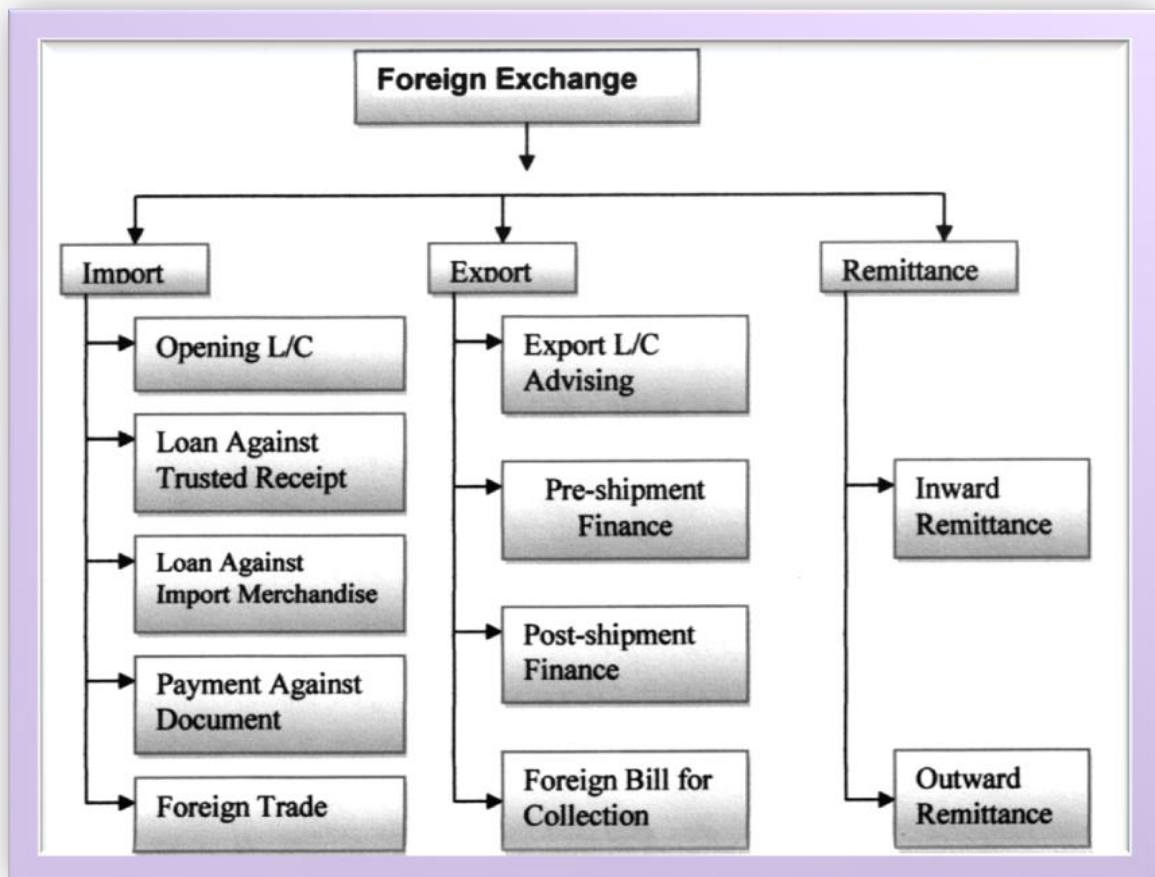 Foreign Exchange
Import
Export
Remittance
Opening L/C
Loan Against
Trusted Receipt
Loan Against
Import Merchandise
Payment Against
Document
Foreign Trade
Export L/C
Advising
Pre-shipment
Finance
Post-shipment
Finance
Foreign Bill for
Collection
Inward
Remittance
Outward
Remittance